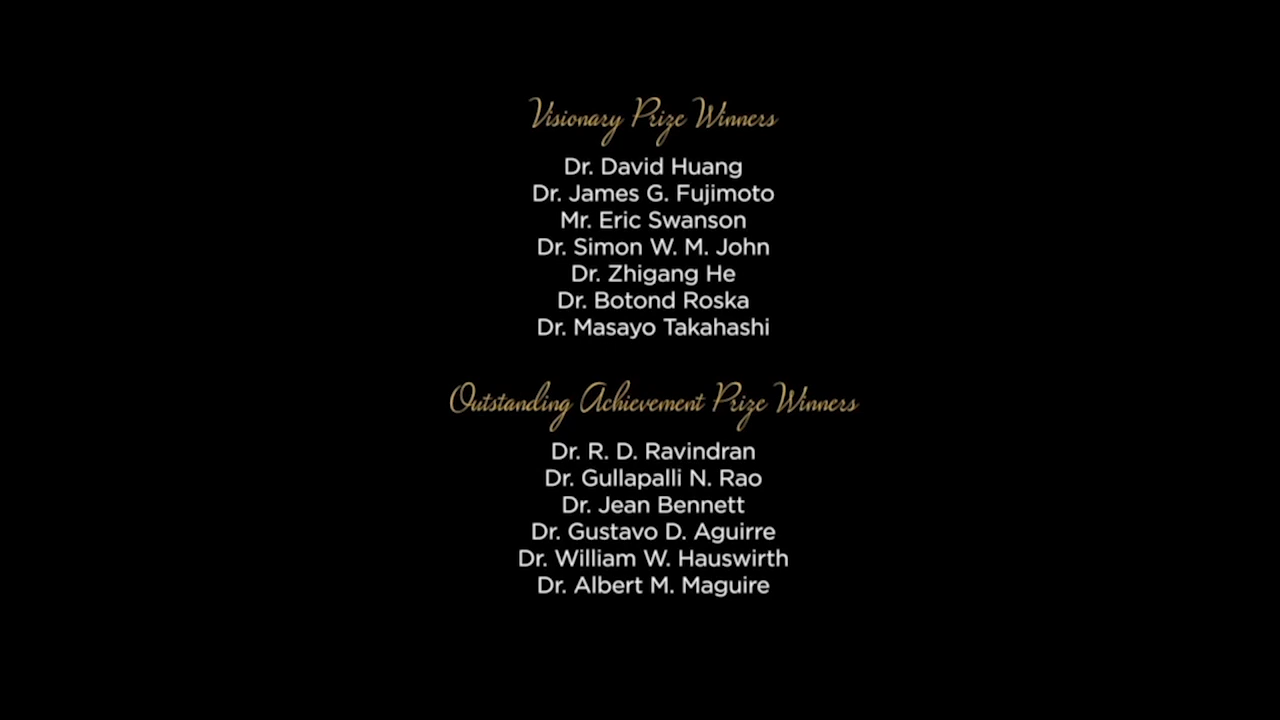 Visionary Prize Winners
Dr. David Huang
Dr. James G. Fujimoto
Mr. Eric Swanson
Dr. Simon W. M. John
Dr. Zhigang He
Dr. Botond Roska
Dr. Masayo Takahashi
Outstanding Achievement Prize Winners
Dr. R. D. Ravindran
Dr. Gullapalli N. Rao
Dr. Jean Bennett
Dr. Gustavo D. Aguirre
Dr. William W. Hauswirth
Dr. Albert M. Maguire